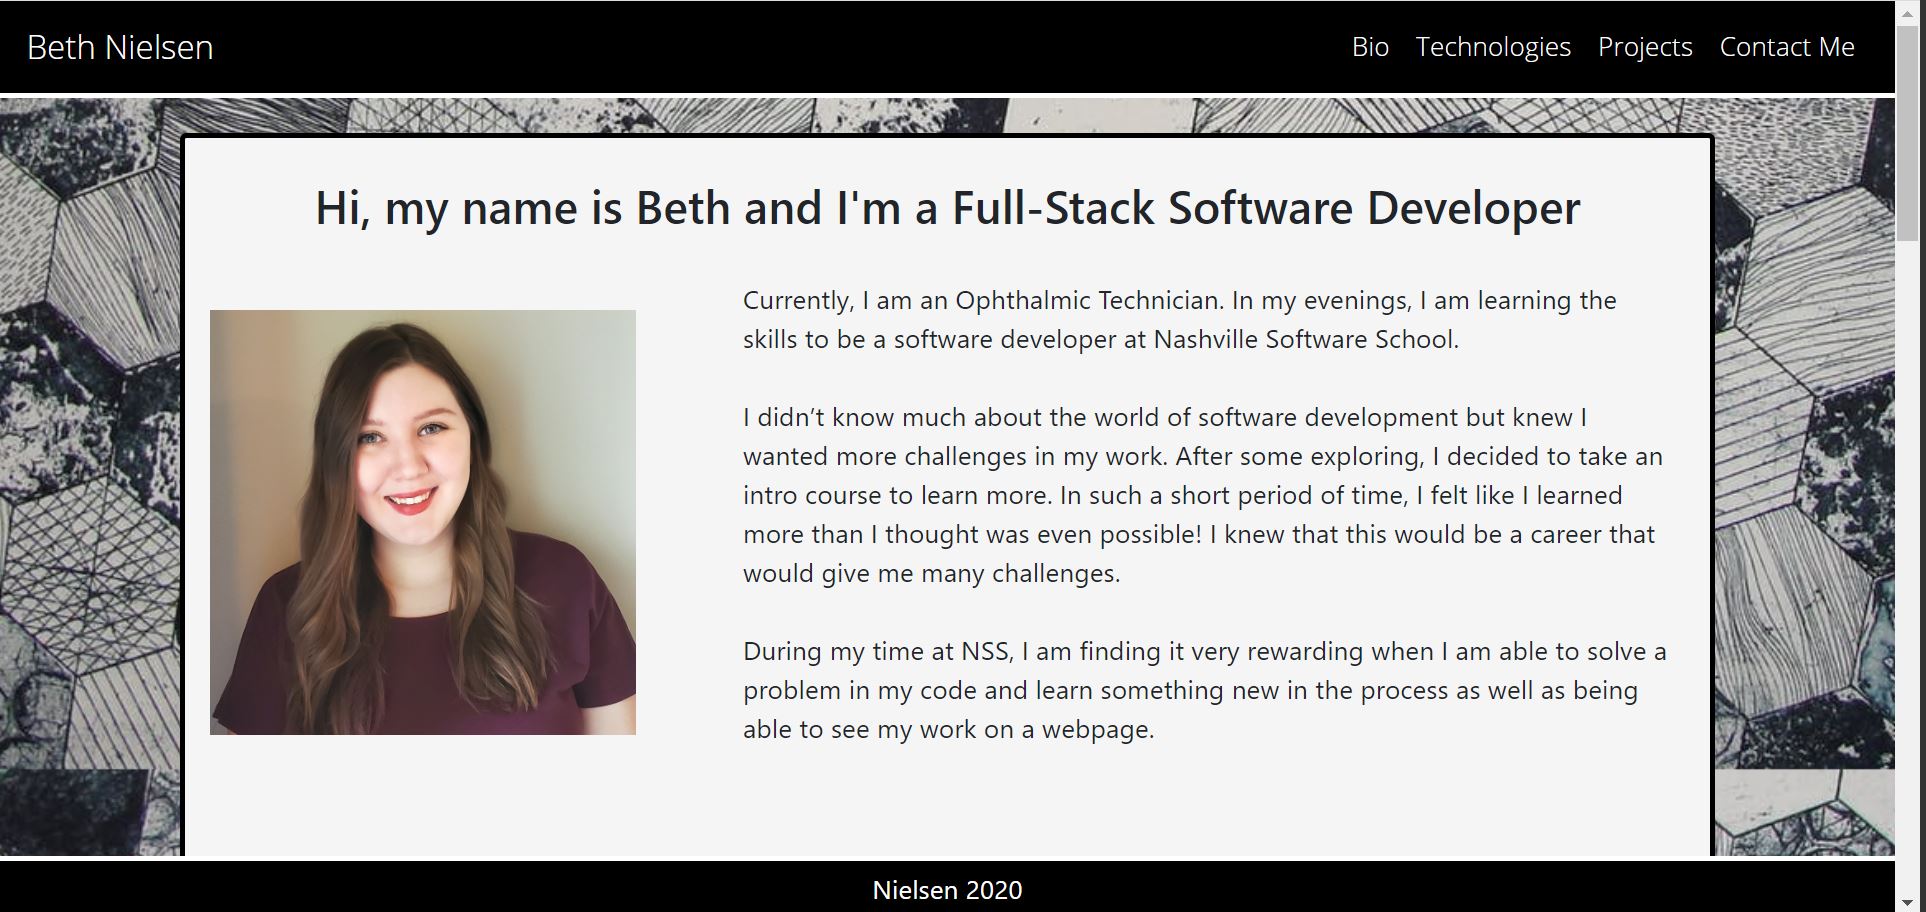 Beth Nielsen
Bio Technologies Projects Contact Me
Hi, my name is Beth and I'm a Full-Stack Software Developer
Currently, I am an Ophthalmic Technician. In my evenings, I am learning the
skills to be a software developer at Nashville Software School.
I didn’t know much about the world of software development but knew I
wanted more challenges in my work. After some exploring, I decided to take an
intro course to learn more. In such a short period of time, I felt like I learned
more than I thought was even possible! I knew that this would be a career that
would give me many challenges.
During my time at NSS, I am finding it very rewarding when I am able to solve a
problem in my code and learn something new in the process as well as being
able to see my work on a webpage.
Nielsen 2020